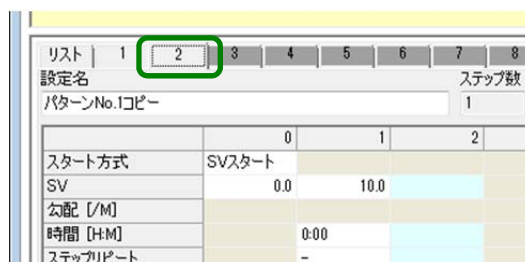 リスト 1 2 3 4 5 6 7 8
設定名 ステップ数
パターンNo.1コピー 1
0 1 2
スタート方式 SVスタート
SV 0.0 10.0
勾配 [/M]
時間 [H:M] 0:00
ステップリピート -